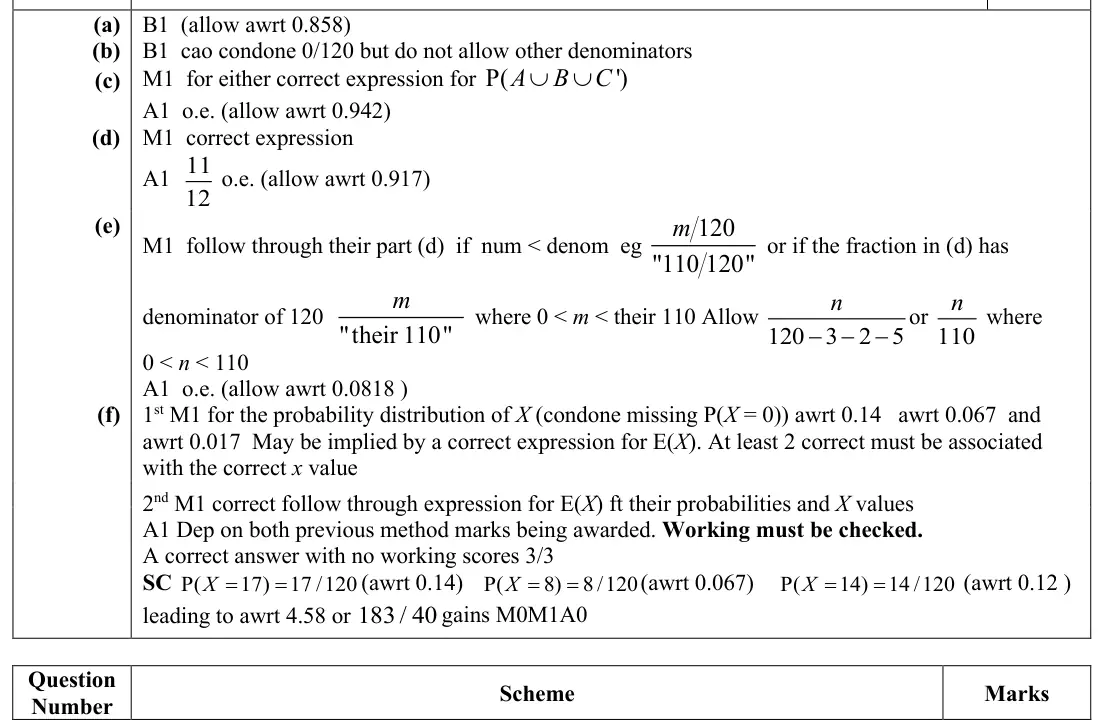 (a) B1 (allow awrt 0.858)
(b) B1 cao condone 0/120 but do not allow other denominators
(c) M1 for either correct expression for P(A∪B∪C')
A1 o.e. (allow awrt 0.942)
(d) M1 correct expression
A1 11/12 o.e. (allow awrt 0.917)
(e) M1 follow through their part (d) if num < denom eg (m/120)/("110/120") or if the fraction in (d) has
denominator of 120 m/("their 110") where 0 < m < their 110 Allow n/(120−3−2−5) or n/110 where
0 < n < 110
A1 o.e. (allow awrt 0.0818 )
(f) 1st M1 for the probability distribution of X (condone missing P(X = 0)) awrt 0.14 awrt 0.067 and
awrt 0.017 May be implied by a correct expression for E(X). At least 2 correct must be associated
with the correct x value
2nd M1 correct follow through expression for E(X) ft their probabilities and X values
A1 Dep on both previous method marks being awarded. Working must be checked.
A correct answer with no working scores 3/3
SC P(X =17) =17 / 120 (awrt 0.14) P(X =8) =8 / 120 (awrt 0.067) P(X =14) =14 / 120 (awrt 0.12 )
leading to awrt 4.58 or 183 / 40 gains M0M1A0
Question Number Scheme Marks